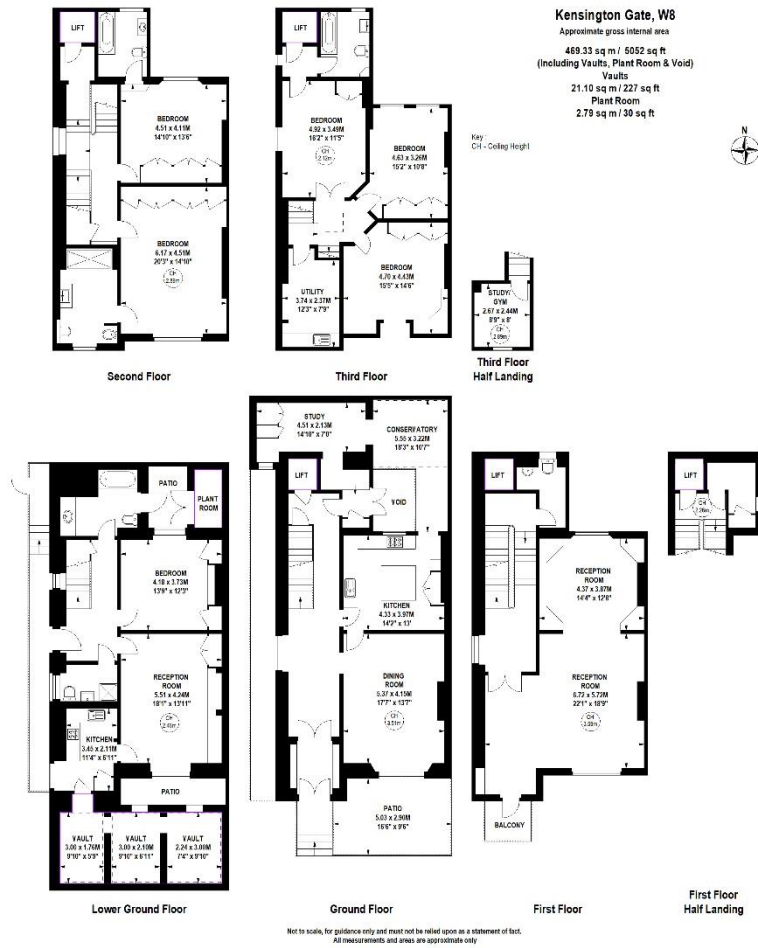 Kensington Gate, W8
Approximate gross internal area
469.33 sq m / 5052 sq ft
(Including Vaults, Plant Room & Void)
Vaults
21.10 sq m / 227 sq ft
Plant Room
2.79 sq m / 30 sq ft
N
Key :
CH - Ceiling Height
LIFT
BEDROOM
4.51 x 4.11M
14'10" x 13'6"
BEDROOM
6.17 x 4.51M
20'3" x 14'10"
CH
Second Floor
LIFT
BEDROOM
4.92 x 3.49M
16'2" x 11'5"
CH
BEDROOM
4.63 x 3.26M
15'2" x 10'8"
BEDROOM
4.70 x 4.43M
15'5" x 14'6"
UTILITY
3.74 x 2.37M
12'3" x 7'9"
Third Floor
STUDY/
GYM
2.67 x 2.44M
8'9" x 8'
CH
Third Floor
Half Landing
PATIO
PLANT
ROOM
BEDROOM
4.18 x 3.73M
13'9" x 12'3"
RECEPTION
ROOM
5.51 x 4.24M
18'1" x 13'11"
CH
KITCHEN
3.45 x 2.11M
11'4" x 6'11"
PATIO
VAULT
3.00 x 1.76M
9'10" x 5'9"
VAULT
3.00 x 2.10M
9'10" x 6'11"
VAULT
2.24 x 3.00M
7'4" x 9'10"
Lower Ground Floor
STUDY
4.51 x 2.13M
14'10" x 7'0"
CONSERVATORY
5.55 x 3.22M
18'3" x 10'7"
LIFT
VOID
KITCHEN
4.33 x 3.97M
14'2" x 13'
DINING
ROOM
5.37 x 4.15M
17'7" x 13'7"
CH
PATIO
5.03 x 2.90M
16'6" x 9'6"
Ground Floor
LIFT
RECEPTION
ROOM
4.37 x 3.87M
14'4" x 12'8"
RECEPTION
ROOM
6.72 x 5.72M
22'1" x 18'9"
CH
BALCONY
First Floor
LIFT
CH
First Floor
Half Landing
Not to scale, for guidance only and must not be relied upon as a statement of fact.
All measurements and areas are approximate only